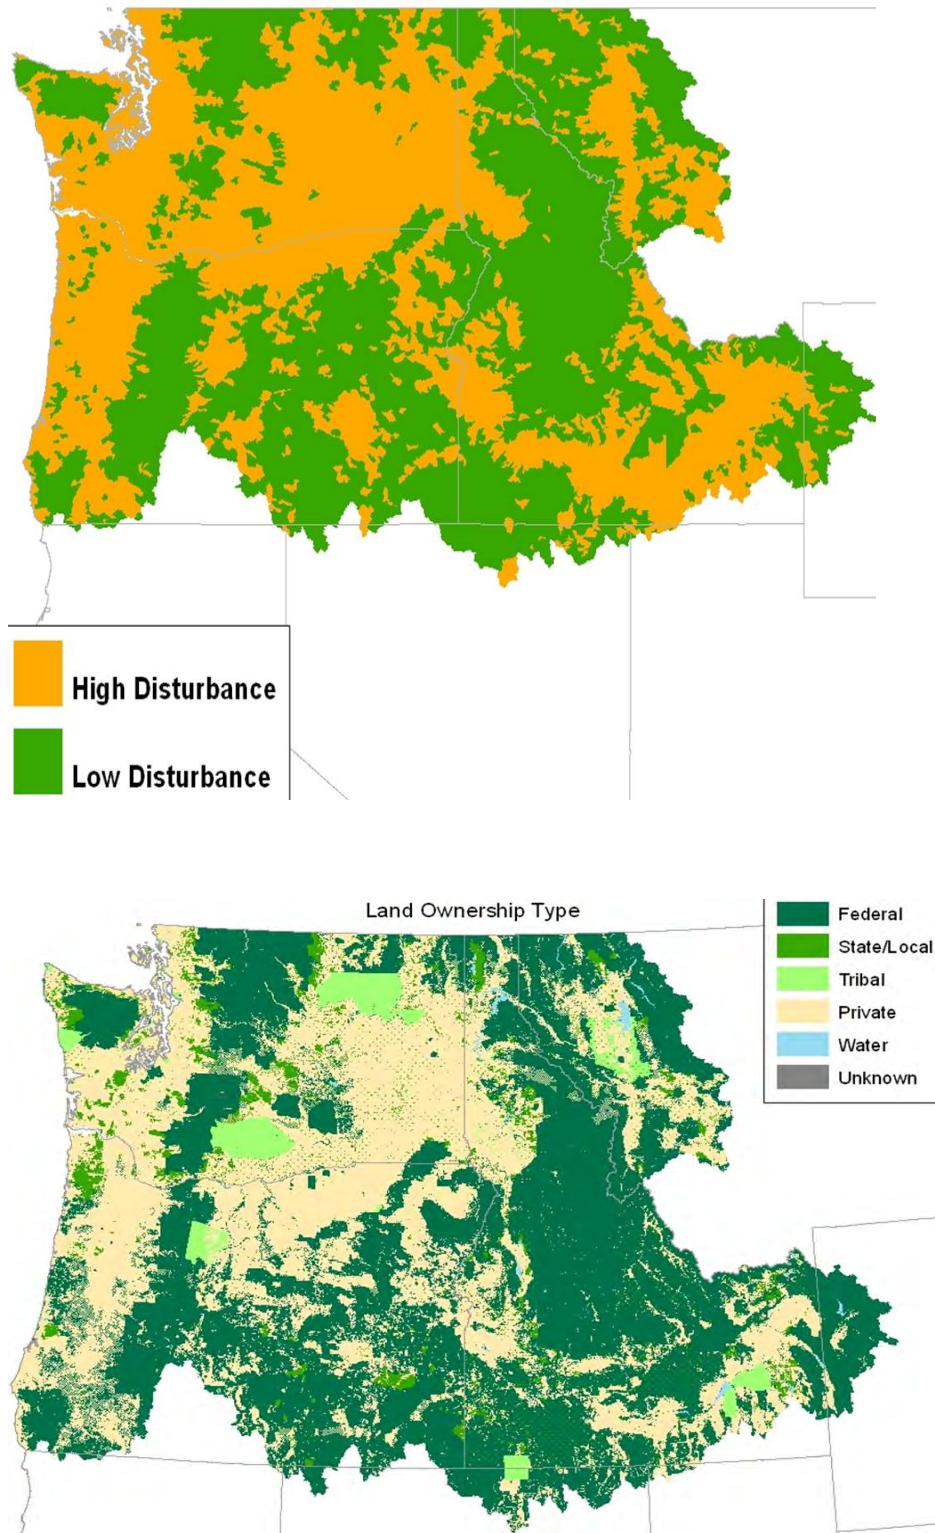 High Disturbance
Low Disturbance
Land Ownership Type
Federal
State/Local
Tribal
Private
Water
Unknown